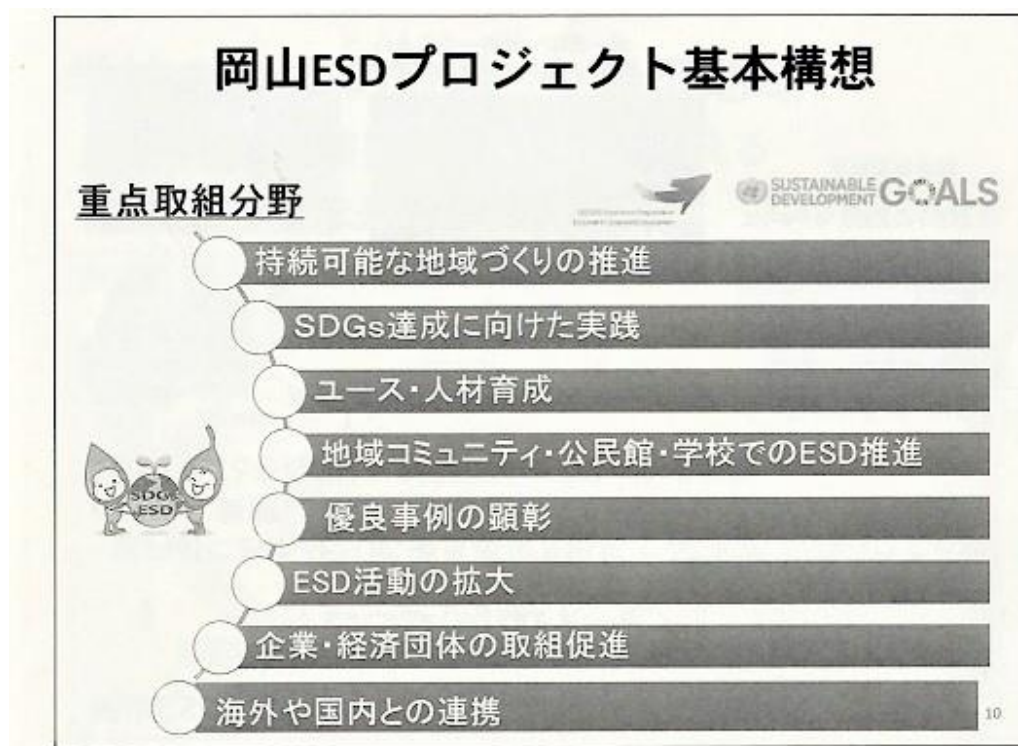 岡山ESDプロジェクト基本構想
重点取組分野
SUSTAINABLE
DEVELOPMENT
GOALS
持続可能な地域づくりの推進
SDGs達成に向けた実践
ユース・人材育成
地域コミュニティ・公民館・学校でのESD推進
SDGs
ESD
優良事例の顕彰
ESD活動の拡大
企業・経済団体の取組促進
海外や国内との連携
10